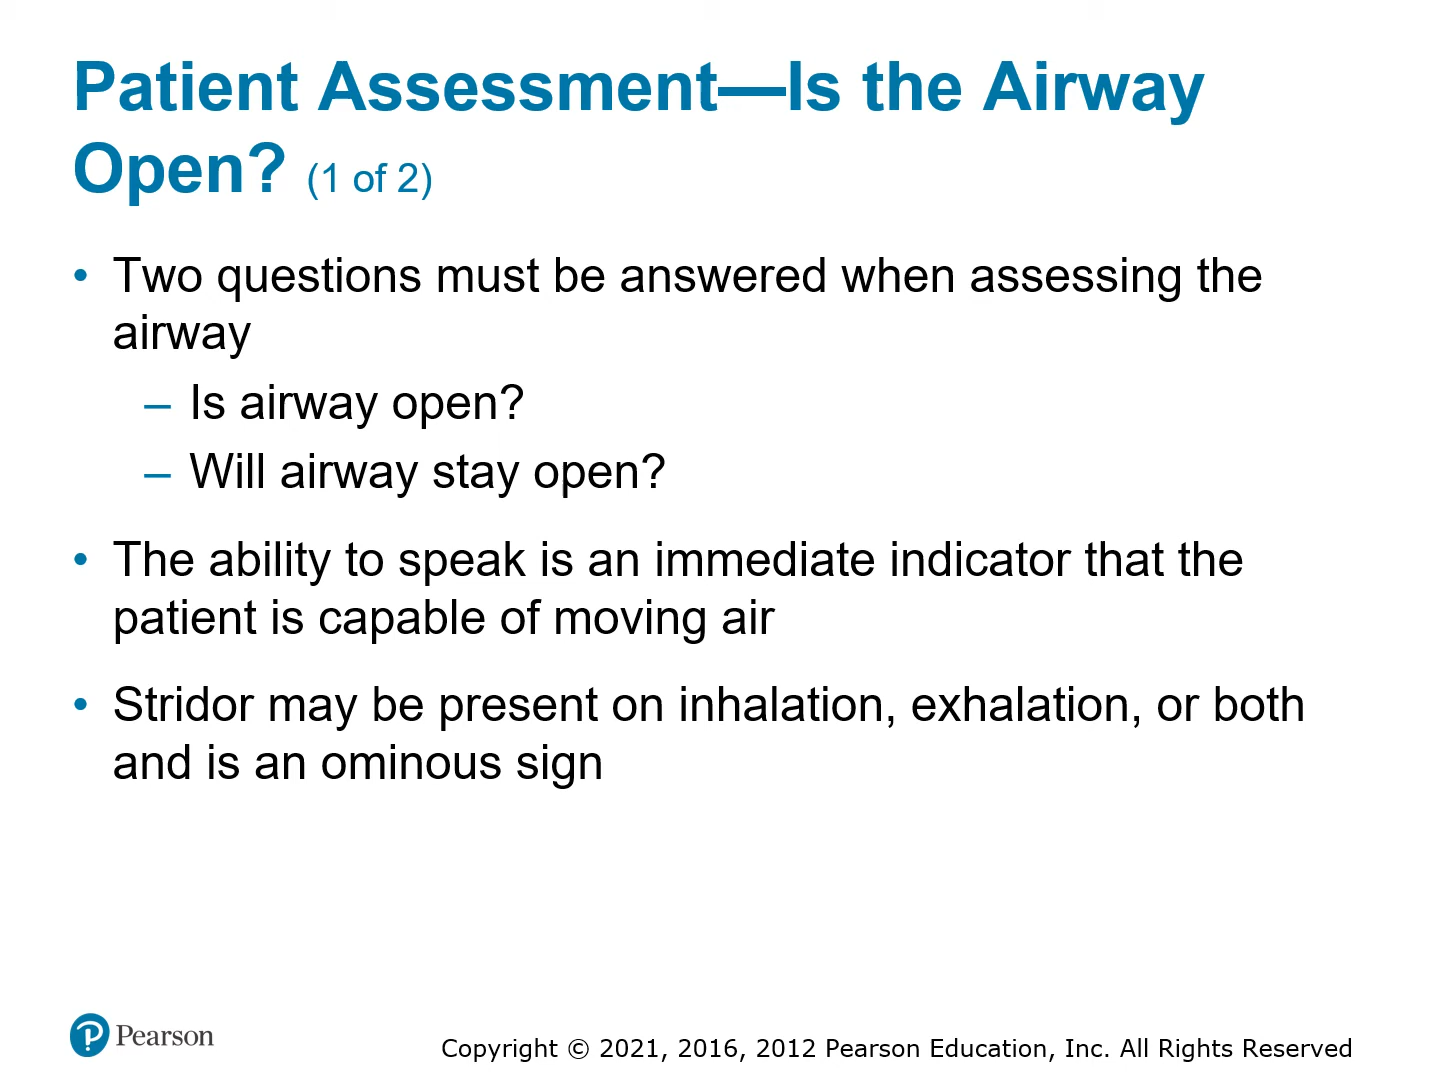 Patient Assessment—Is the Airway
Open? (1 of 2)
• Two questions must be answered when assessing the
airway
– Is airway open?
– Will airway stay open?
• The ability to speak is an immediate indicator that the
patient is capable of moving air
• Stridor may be present on inhalation, exhalation, or both
and is an ominous sign
Pearson
Copyright © 2021, 2016, 2012 Pearson Education, Inc. All Rights Reserved